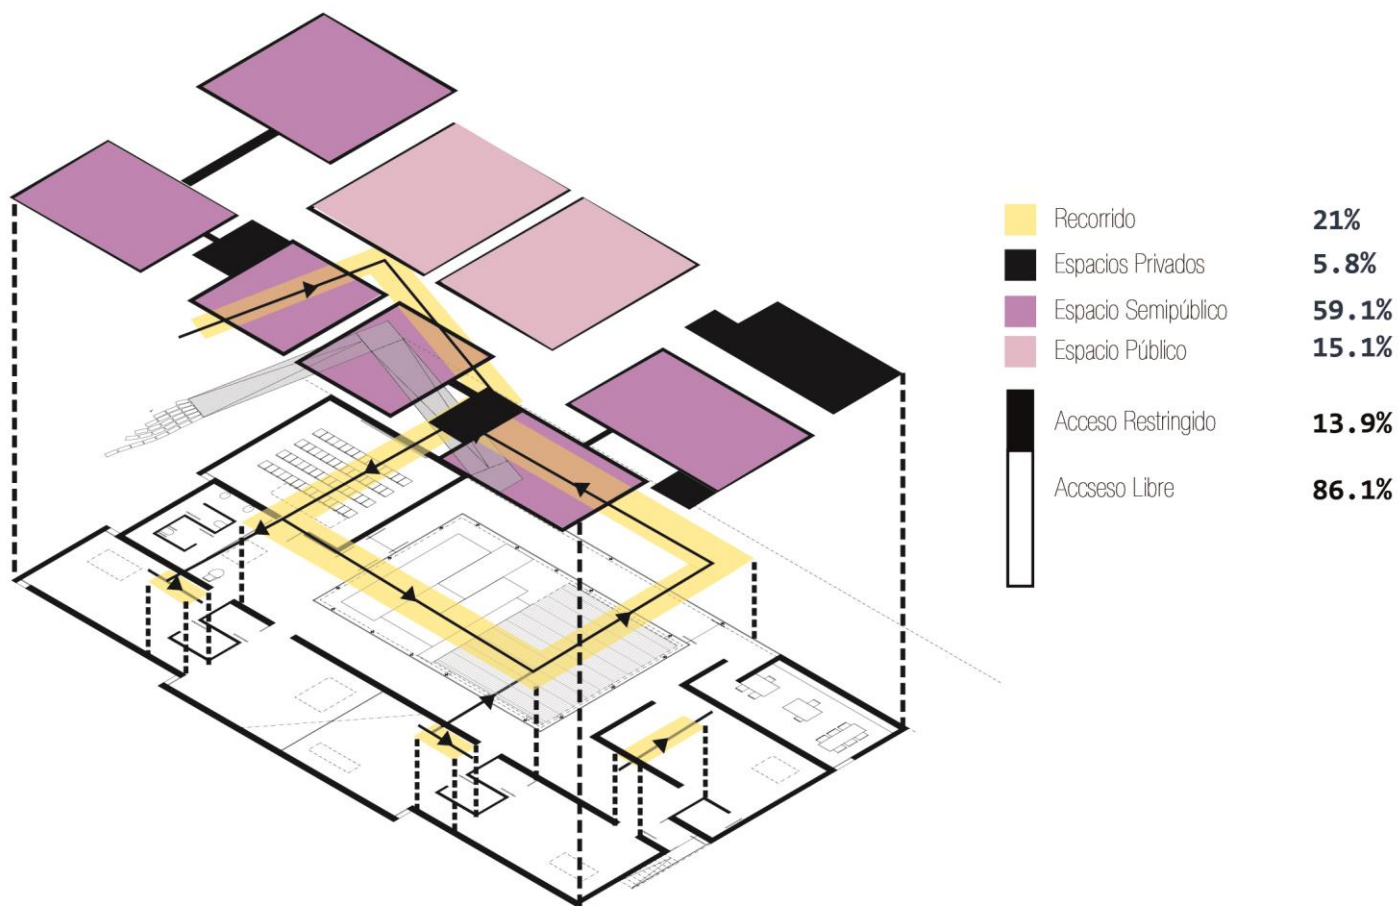 Recorrido 21%
Espacios Privados 5.8%
Espacio Semipúblico 59.1%
Espacio Público 15.1%
Acceso Restringido 13.9%
Accseso Libre 86.1%